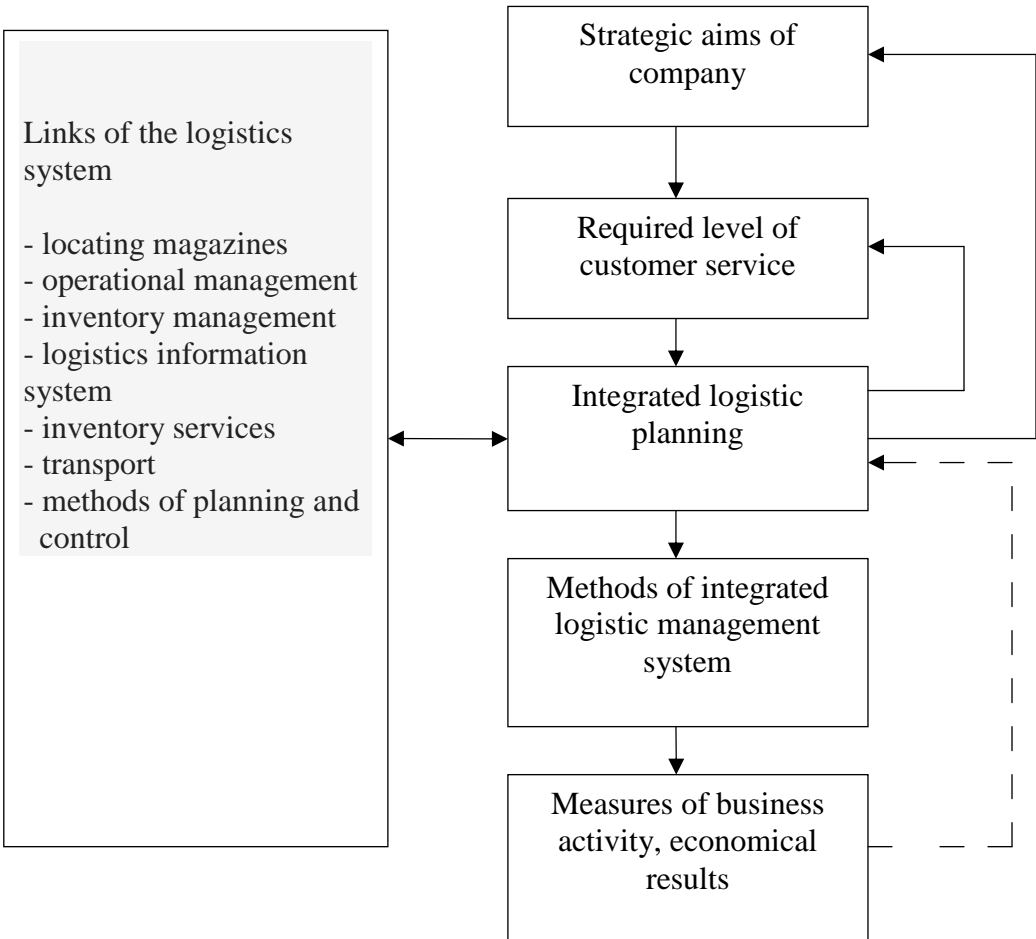 Links of the logistics
system
- locating magazines
- operational management
- inventory management
- logistics information
system
- inventory services
- transport
- methods of planning and
control
Strategic aims of
company
Required level of
customer service
Integrated logistic
planning
Methods of integrated
logistic management
system
Measures of business
activity, economical
results